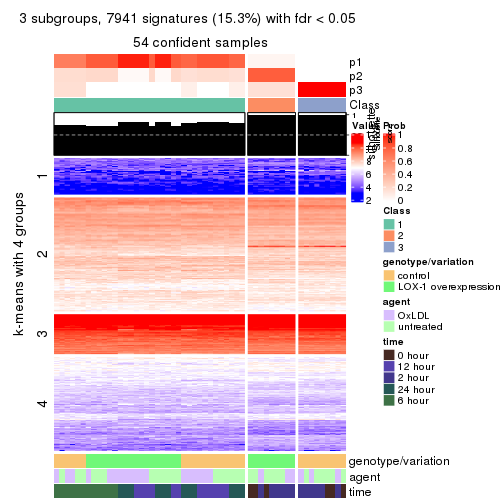 3 subgroups, 7941 signatures (15.3%) with fdr < 0.05
54 confident samples
p1
p2
p3
Class
1
2
3
4
k-means with 4 groups
genotype/variation
agent
time
Prob
1
0.8
0.6
0.4
0.2
0
4
2
Class
1
2
3
genotype/variation
control
LOX-1 overexpression
agent
OxLDL
untreated
time
0 hour
12 hour
2 hour
24 hour
6 hour